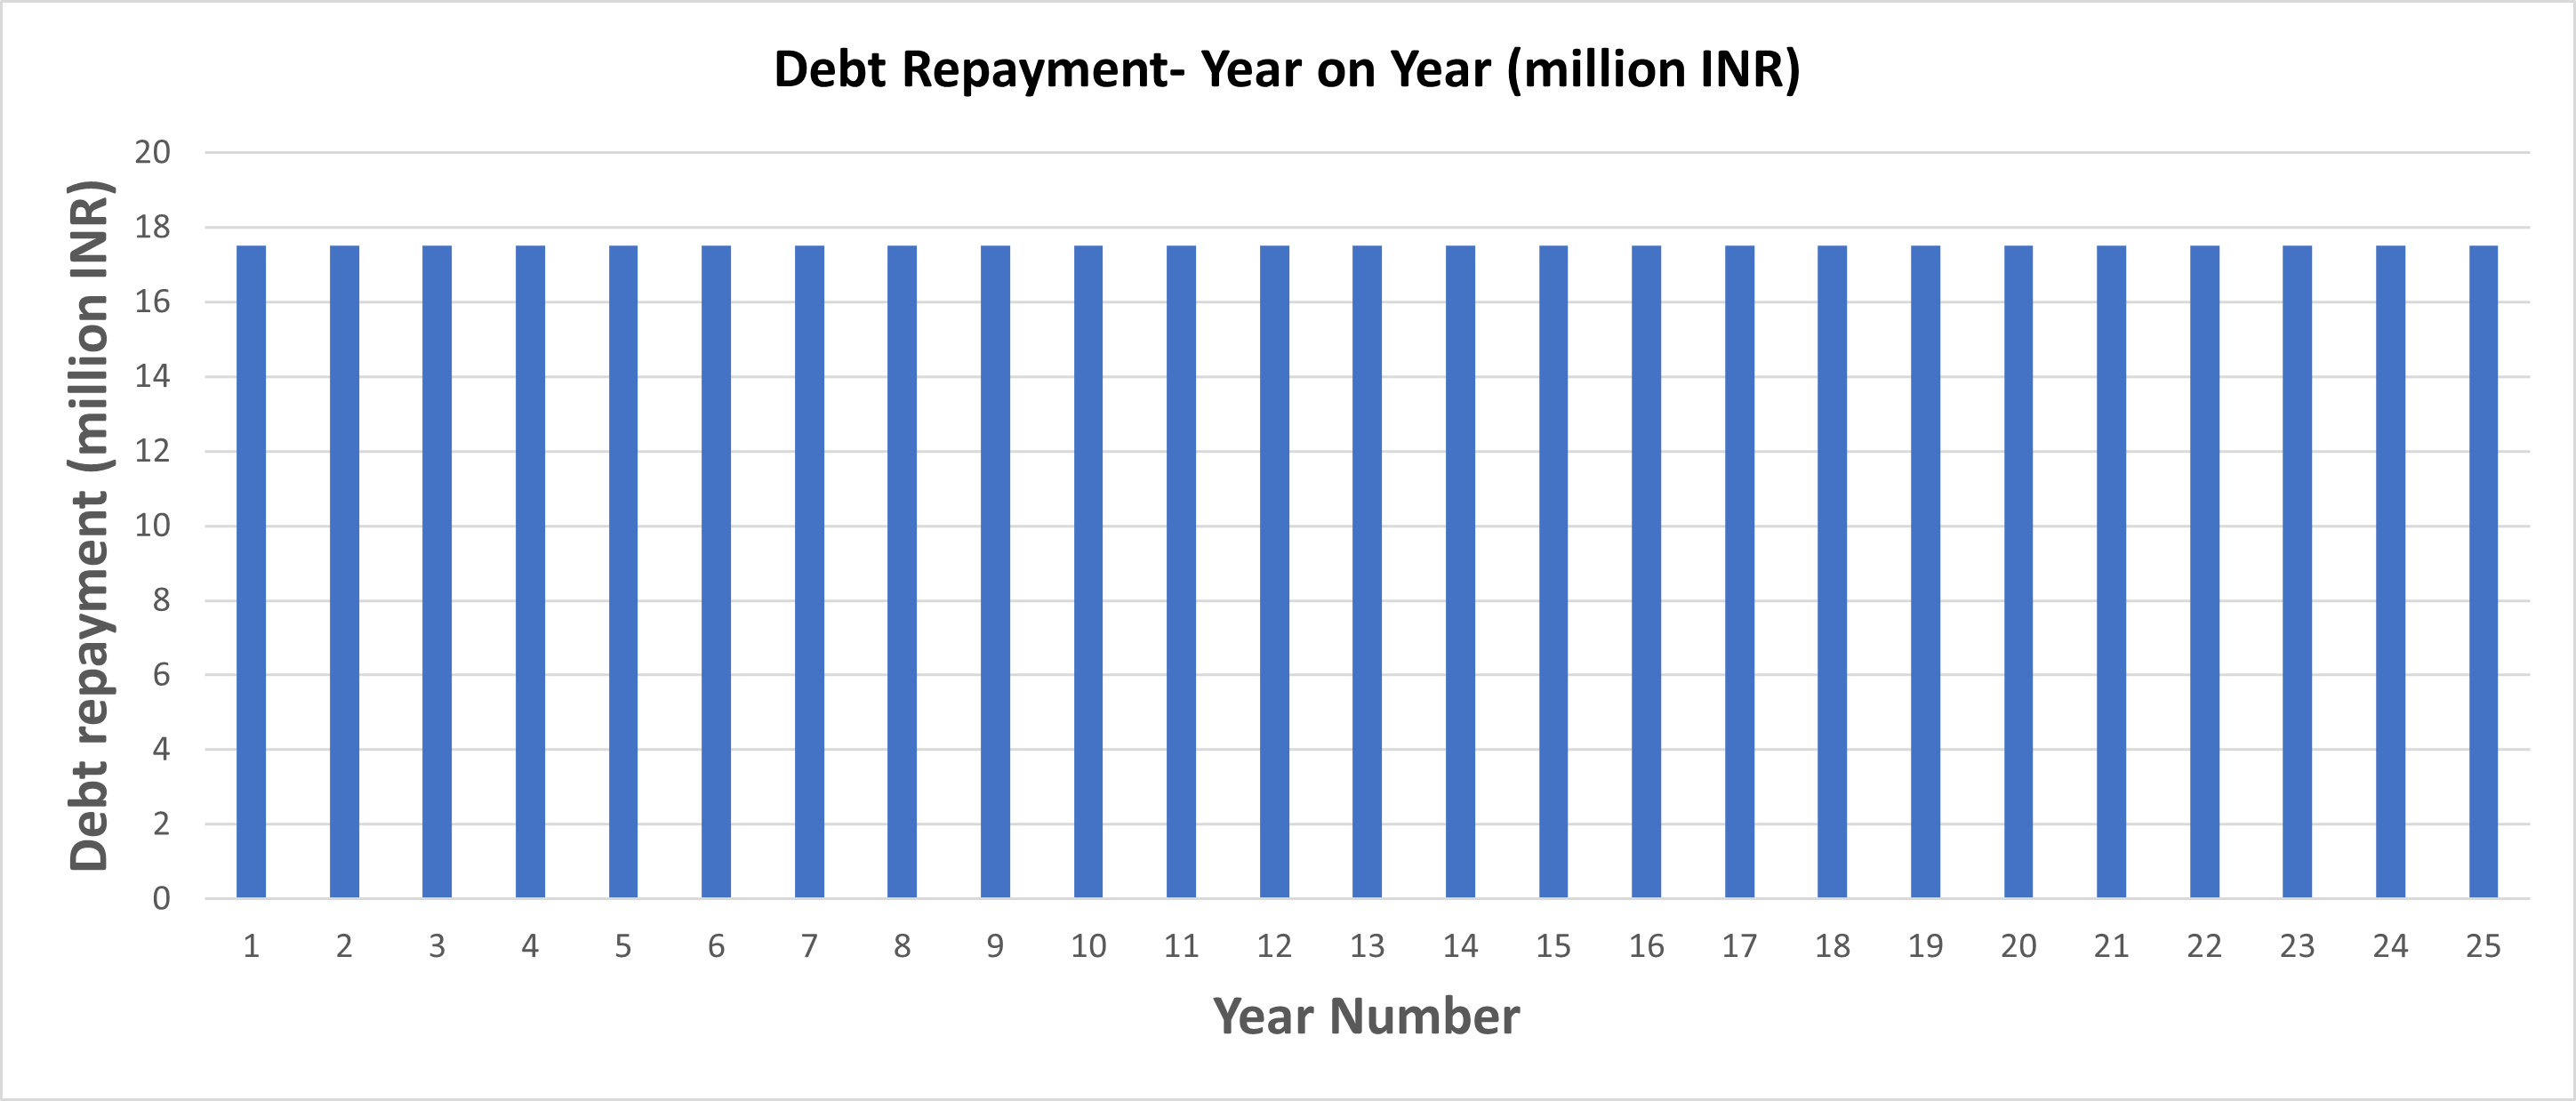 Debt Repayment- Year on Year (million INR)
Debt repayment (million INR)
20
18
16
14
12
10
8
6
4
2
0
1 2 3 4 5 6 7 8 9 10 11 12 13 14 15 16 17 18 19 20 21 22 23 24 25
Year Number